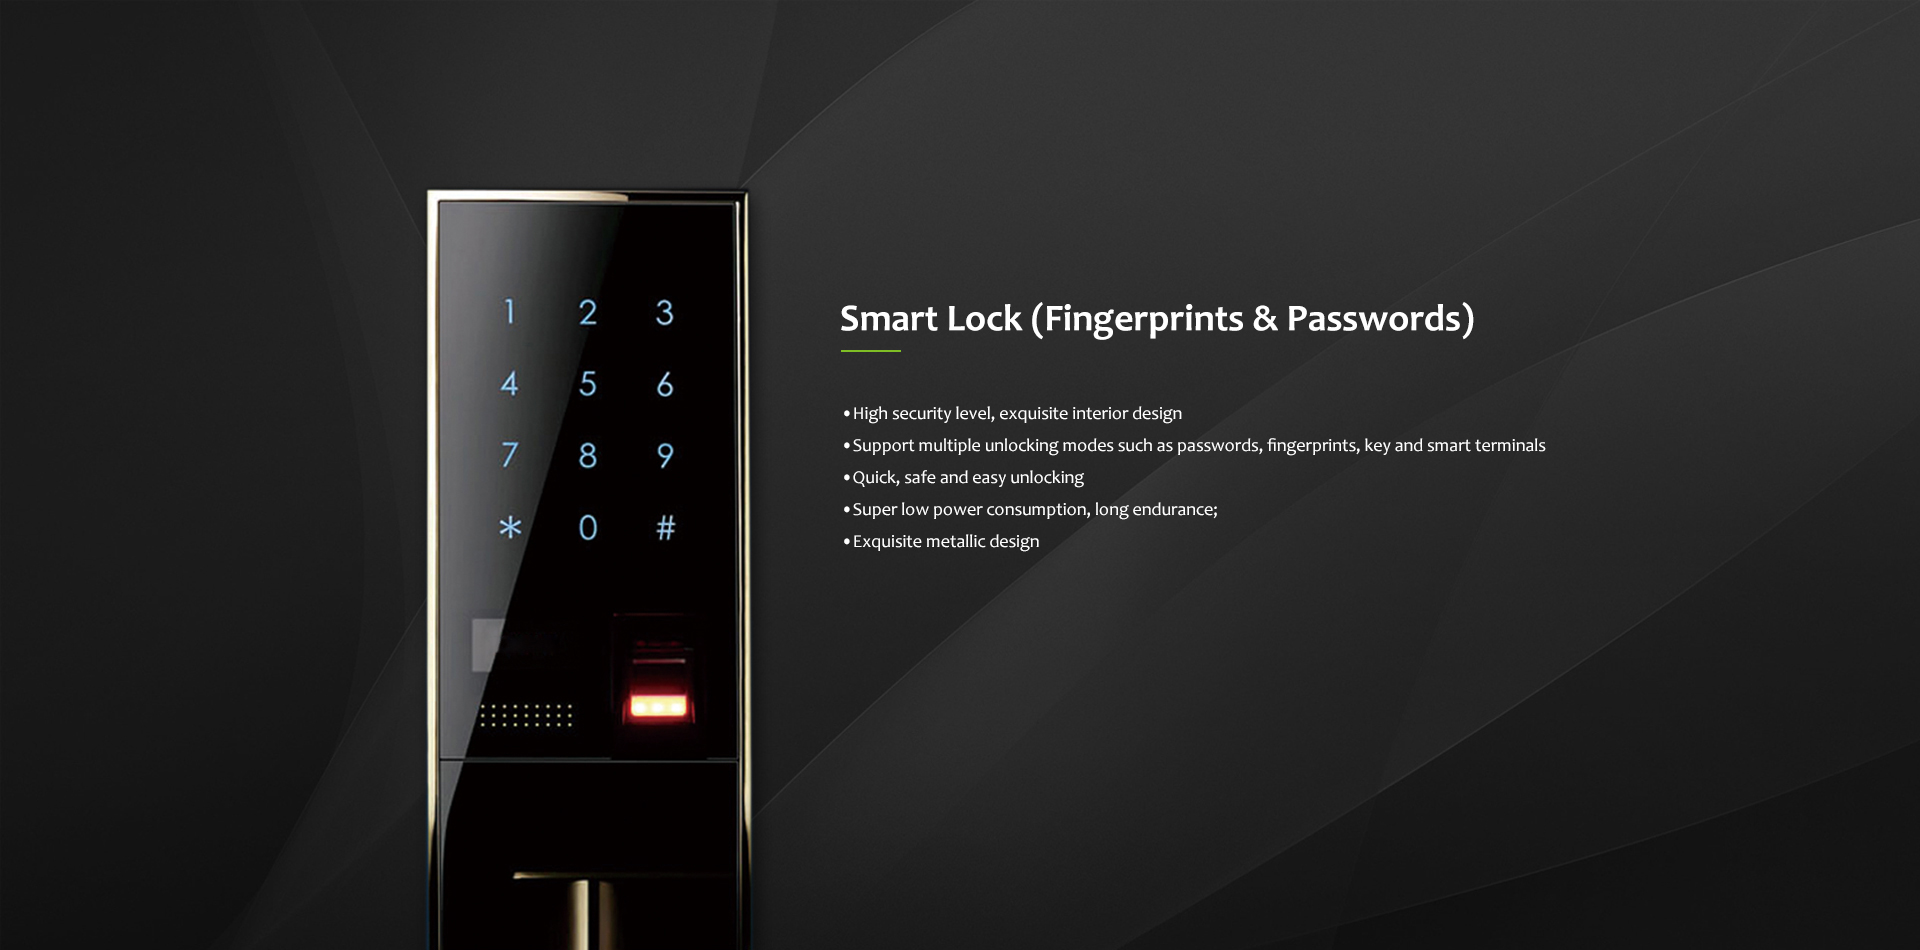 1 2 3
4 5 6
7 8 9
* 0 #
Smart Lock (Fingerprints & Passwords)
•High security level, exquisite interior design
•Support multiple unlocking modes such as passwords, fingerprints, key and smart terminals
•Quick, safe and easy unlocking
•Super low power consumption, long endurance;
•Exquisite metallic design